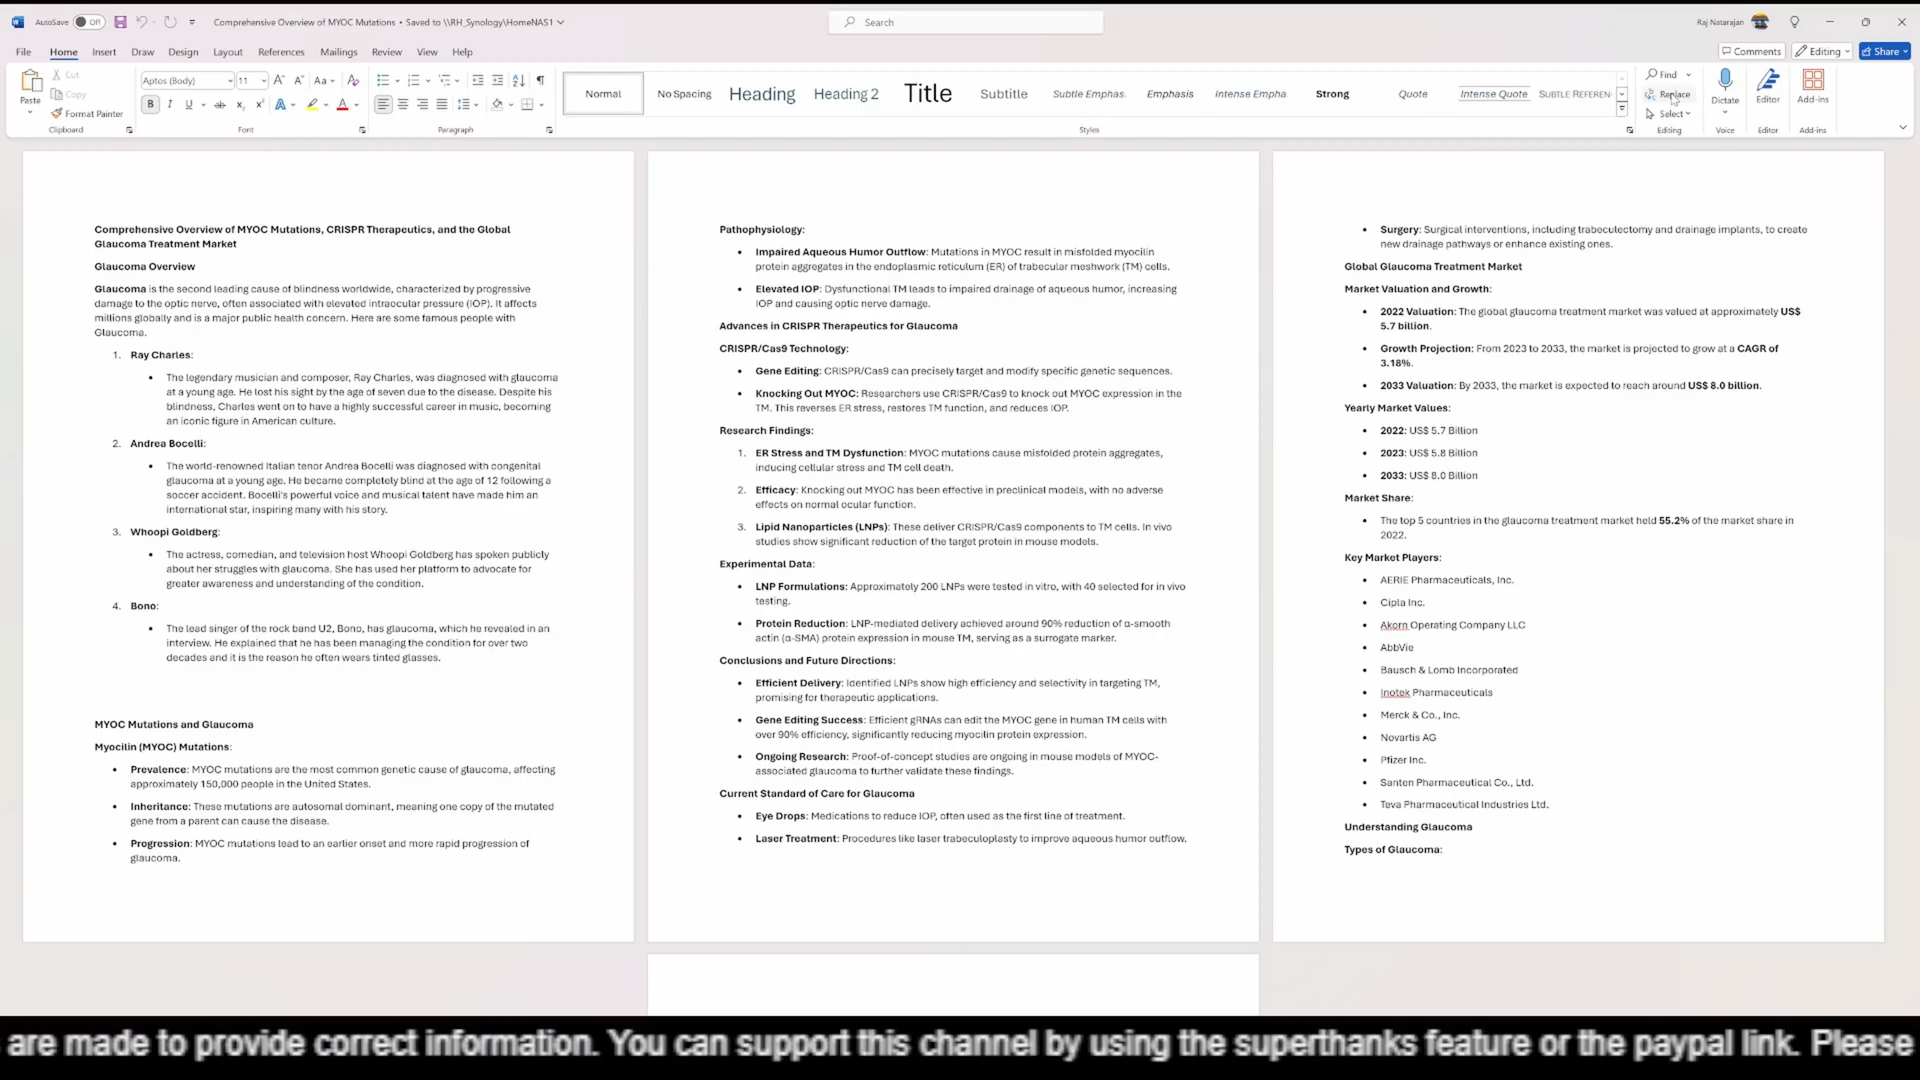 AutoSave Off Comprehensive Overview of MYOC Mutations • Saved to \\RH_Synology\HomeNAS1 Search Raj Natarajan
File Home Insert Draw Design Layout References Mailings Review View Help Comments Editing Share
Paste
Cut
Copy
Format Painter
Clipboard
Aptos (Body) 11
Font
Paragraph
Normal No Spacing Heading Heading 2 Title Subtitle Subtle Emphas. Emphasis Intense Empha. Strong Quote Intense Quote SUBTLE REFEREN
Styles
Find
Replace
Select
Editing
Dictate
Voice
Editor
Editor
Add-ins
Add-ins
Comprehensive Overview of MYOC Mutations, CRISPR Therapeutics, and the Global
Glaucoma Treatment Market
Glaucoma Overview
Glaucoma is the second leading cause of blindness worldwide, characterized by progressive
damage to the optic nerve, often associated with elevated intraocular pressure (IOP). It affects
millions globally and is a major public health concern. Here are some famous people with
Glaucoma.
1. Ray Charles:
• The legendary musician and composer, Ray Charles, was diagnosed with glaucoma
at a young age. He lost his sight by the age of seven due to the disease. Despite his
blindness, Charles went on to have a highly successful career in music, becoming
an iconic figure in American culture.
2. Andrea Bocelli:
• The world-renowned Italian tenor Andrea Bocelli was diagnosed with congenital
glaucoma at a young age. He became completely blind at the age of 12 following a
soccer accident. Bocelli's powerful voice and musical talent have made him an
international star, inspiring many with his story.
3. Whoopi Goldberg:
• The actress, comedian, and television host Whoopi Goldberg has spoken publicly
about her struggles with glaucoma. She has used her platform to advocate for
greater awareness and understanding of the condition.
4. Bono:
• The lead singer of the rock band U2, Bono, has glaucoma, which he revealed in an
interview. He explained that he has been managing the condition for over two
decades and it is the reason he often wears tinted glasses.
MYOC Mutations and Glaucoma
Myocilin (MYOC) Mutations:
• Prevalence: MYOC mutations are the most common genetic cause of glaucoma, affecting
approximately 150,000 people in the United States.
• Inheritance: These mutations are autosomal dominant, meaning one copy of the mutated
gene from a parent can cause the disease.
• Progression: MYOC mutations lead to an earlier onset and more rapid progression of
glaucoma.
Pathophysiology:
• Impaired Aqueous Humor Outflow: Mutations in MYOC result in misfolded myocilin
protein aggregates in the endoplasmic reticulum (ER) of trabecular meshwork (TM) cells.
• Elevated IOP: Dysfunctional TM leads to impaired drainage of aqueous humor, increasing
IOP and causing optic nerve damage.
Advances in CRISPR Therapeutics for Glaucoma
CRISPR/Cas9 Technology:
• Gene Editing: CRISPR/Cas9 can precisely target and modify specific genetic sequences.
• Knocking Out MYOC: Researchers use CRISPR/Cas9 to knock out MYOC expression in the
TM. This reverses ER stress, restores TM function, and reduces IOP.
Research Findings:
1. ER Stress and TM Dysfunction: MYOC mutations cause misfolded protein aggregates,
inducing cellular stress and TM cell death.
2. Efficacy: Knocking out MYOC has been effective in preclinical models, with no adverse
effects on normal ocular function.
3. Lipid Nanoparticles (LNPs): These deliver CRISPR/Cas9 components to TM cells. In vivo
studies show significant reduction of the target protein in mouse models.
Experimental Data:
• LNP Formulations: Approximately 200 LNPs were tested in vitro, with 40 selected for in vivo
testing.
• Protein Reduction: LNP-mediated delivery achieved around 90% reduction of α-smooth
actin (α-SMA) protein expression in mouse TM, serving as a surrogate marker.
Conclusions and Future Directions:
• Efficient Delivery: Identified LNPs show high efficiency and selectivity in targeting TM,
promising for therapeutic applications.
• Gene Editing Success: Efficient gRNAs can edit the MYOC gene in human TM cells with
over 90% efficiency, significantly reducing myocilin protein expression.
• Ongoing Research: Proof-of-concept studies are ongoing in mouse models of MYOC-
associated glaucoma to further validate these findings.
Current Standard of Care for Glaucoma
• Eye Drops: Medications to reduce IOP, often used as the first line of treatment.
• Laser Treatment: Procedures like laser trabeculoplasty to improve aqueous humor outflow.
• Surgery: Surgical interventions, including trabeculectomy and drainage implants, to create
new drainage pathways or enhance existing ones.
Global Glaucoma Treatment Market
Market Valuation and Growth:
• 2022 Valuation: The global glaucoma treatment market was valued at approximately US$
5.7 billion.
• Growth Projection: From 2023 to 2033, the market is projected to grow at a CAGR of
3.18%.
• 2033 Valuation: By 2033, the market is expected to reach around US$ 8.0 billion.
Yearly Market Values:
• 2022: US$ 5.7 Billion
• 2023: US$ 5.8 Billion
• 2033: US$ 8.0 Billion
Market Share:
• The top 5 countries in the glaucoma treatment market held 55.2% of the market share in
2022.
Key Market Players:
• AERIE Pharmaceuticals, Inc.
• Cipla Inc.
• Akorn Operating Company LLC
• AbbVie
• Bausch & Lomb Incorporated
• Inotek Pharmaceuticals
• Merck & Co., Inc.
• Novartis AG
• Pfizer Inc.
• Santen Pharmaceutical Co., Ltd.
• Teva Pharmaceutical Industries Ltd.
Understanding Glaucoma
Types of Glaucoma:
are made to provide correct information. You can support this channel by using the superthanks feature or the paypal link. Please